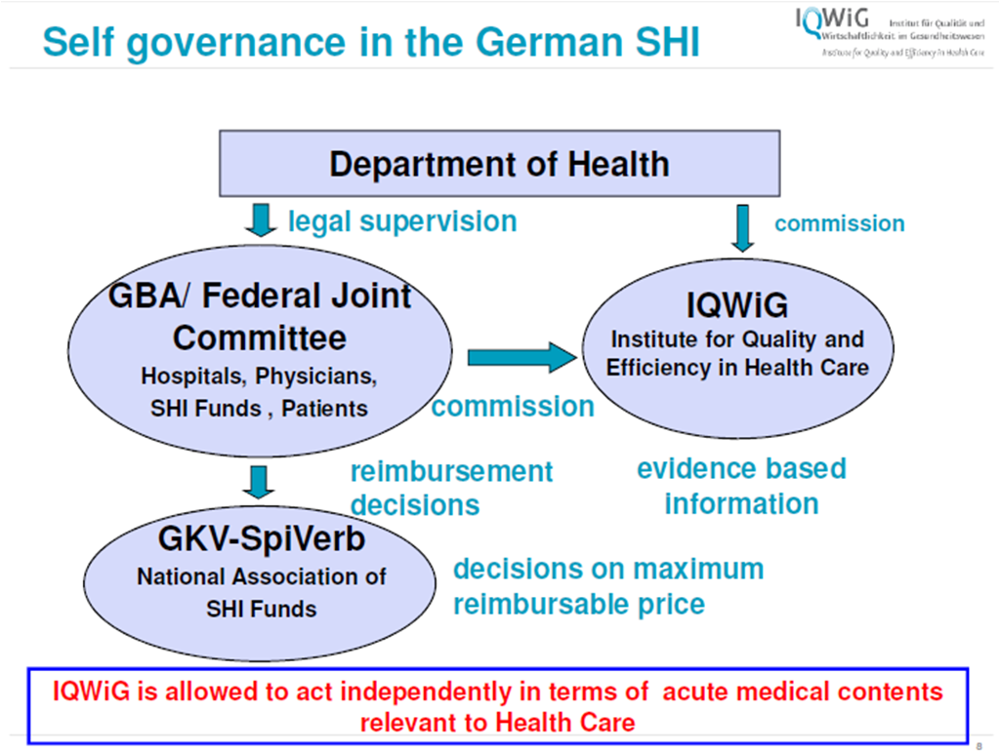 Self governance in the German SHI
IQWiG
Institut für Qualität und
Wirtschaftlichkeit im Gesundheitswesen
Institute for Quality and Efficiency in Health Care
Department of Health
legal supervision
commission
GBA/ Federal Joint
Committee
Hospitals, Physicians,
SHI Funds , Patients
IQWiG
Institute for Quality and
Efficiency in Health Care
commission
reimbursement
decisions
evidence based
information
GKV-SpiVerb
National Association of
SHI Funds
decisions on maximum
reimbursable price
IQWiG is allowed to act independently in terms of acute medical contents
relevant to Health Care
8